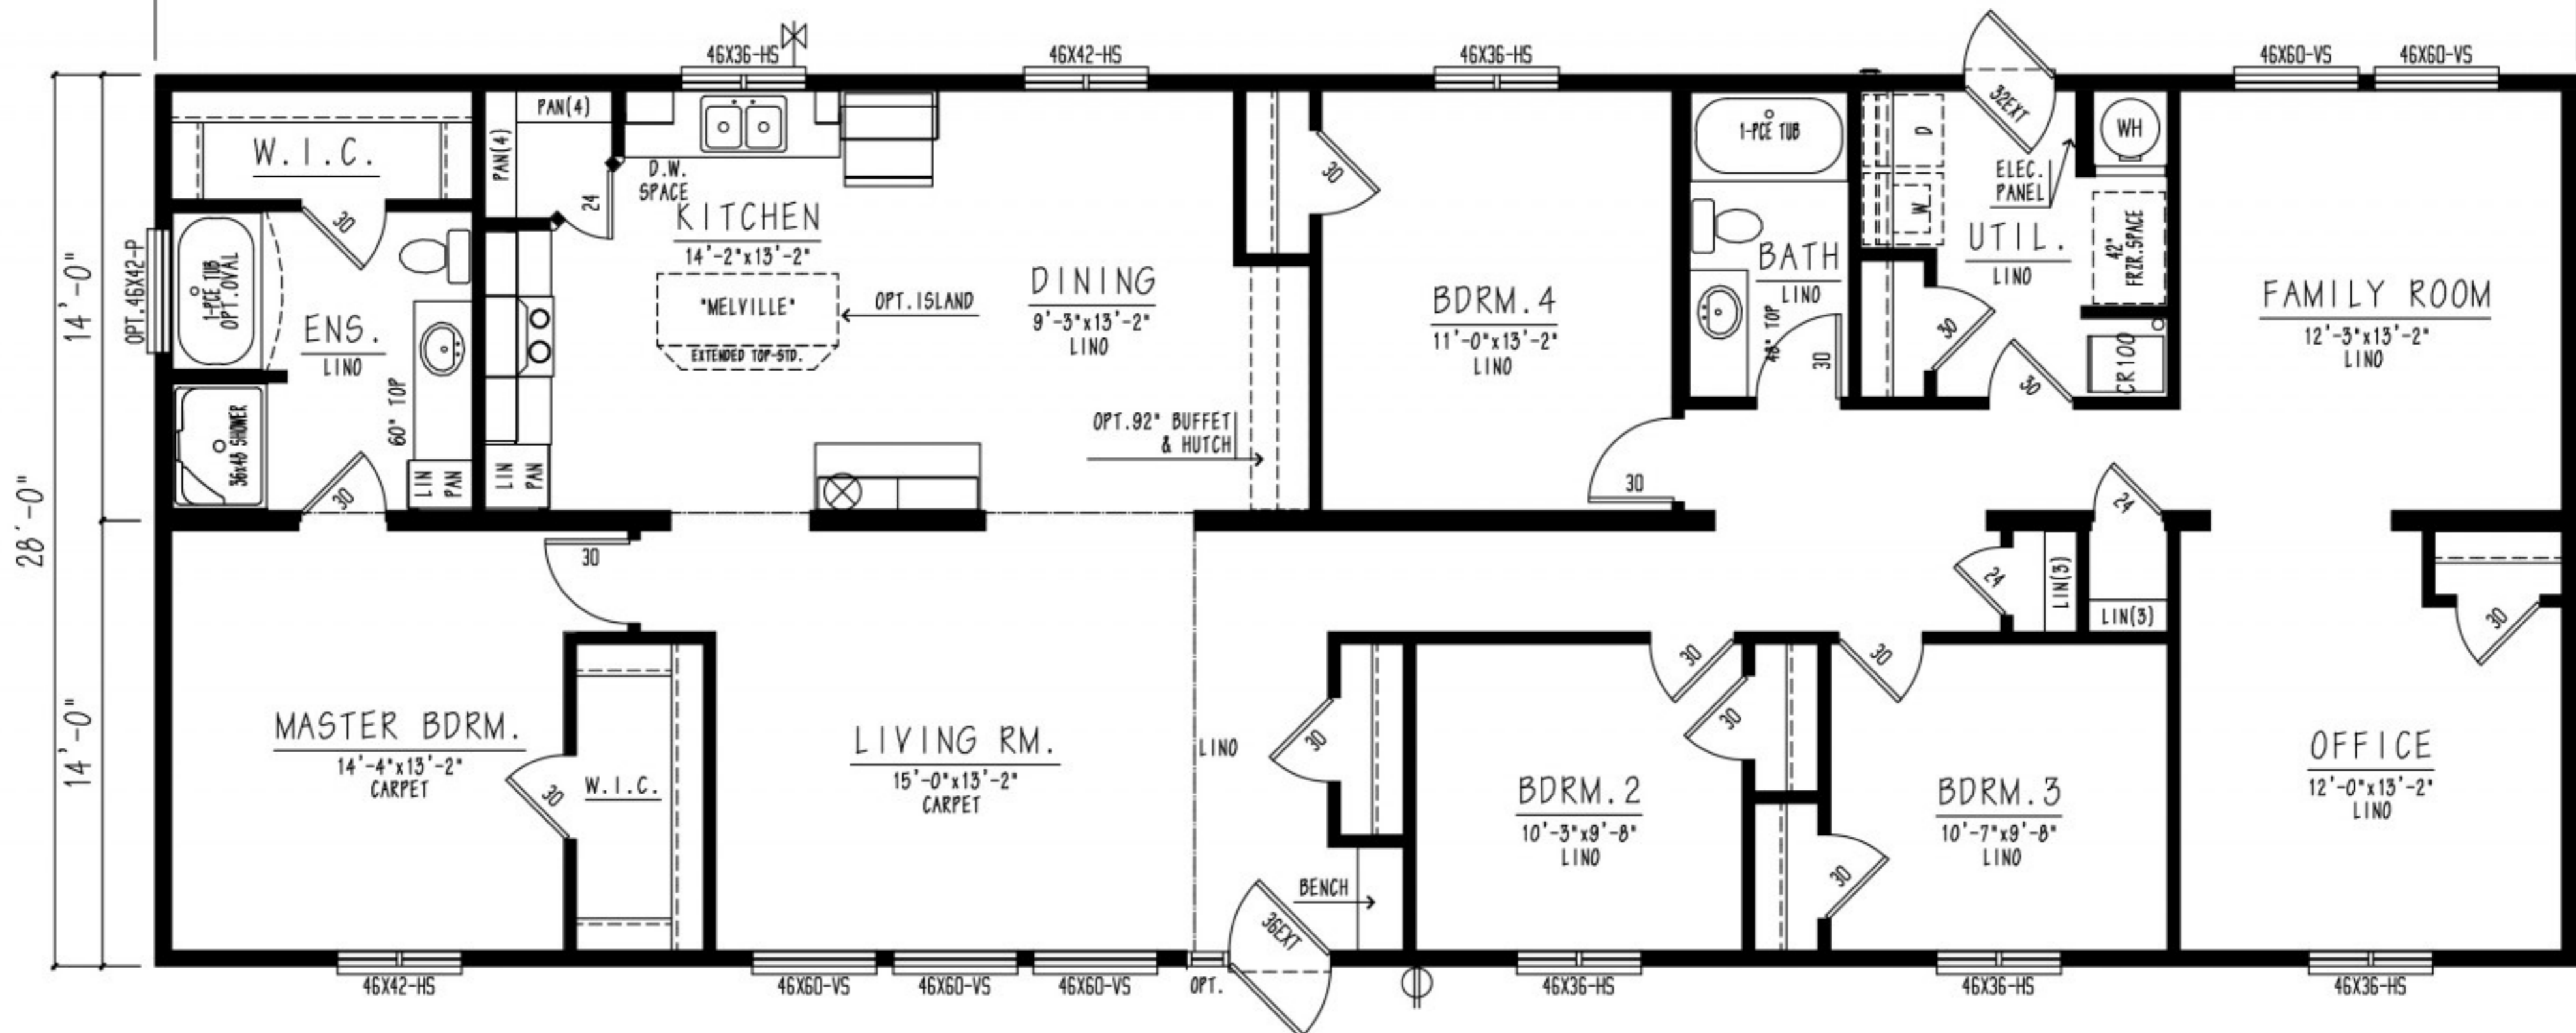 46X36-HS
46X42-HS
46X36-HS
46X60-VS
46X60-VS
14'-0"
28'-0"
14'-0"
OPT.46X42-P
W.I.C.
30
1-PCE TUB
OPT.OVAL
ENS.
LINO
60" TOP
36x48 SHOWER
30
LIN
PAN
LIN
PAN
PAN(4)
PAN(4)
24
D.W.
SPACE
KITCHEN
14'-2"x13'-2"
"MELVILLE"
EXTENDED TOP-STD.
OPT.ISLAND
DINING
9'-3"x13'-2"
LINO
OPT.92" BUFFET
& HUTCH
30
BDRM.4
11'-0"x13'-2"
LINO
30
1-PCE TUB
BATH
LINO
48" TOP
30
D
W
32EXT
ELEC.
PANEL
WH
UTIL.
LINO
42"
FRZR.SPACE
30
30
CR100
FAMILY ROOM
12'-3"x13'-2"
LINO
24
30
24
LIN(3)
LIN(3)
30
MASTER BDRM.
14'-4"x13'-2"
CARPET
30
W.I.C.
LIVING RM.
15'-0"x13'-2"
CARPET
LINO
30
BENCH
36EXT
30
30
BDRM.2
10'-3"x9'-8"
LINO
30
30
BDRM.3
10'-7"x9'-8"
LINO
OFFICE
12'-0"x13'-2"
LINO
46X42-HS
46X60-VS
46X60-VS
46X60-VS
OPT.
46X36-HS
46X36-HS
46X36-HS